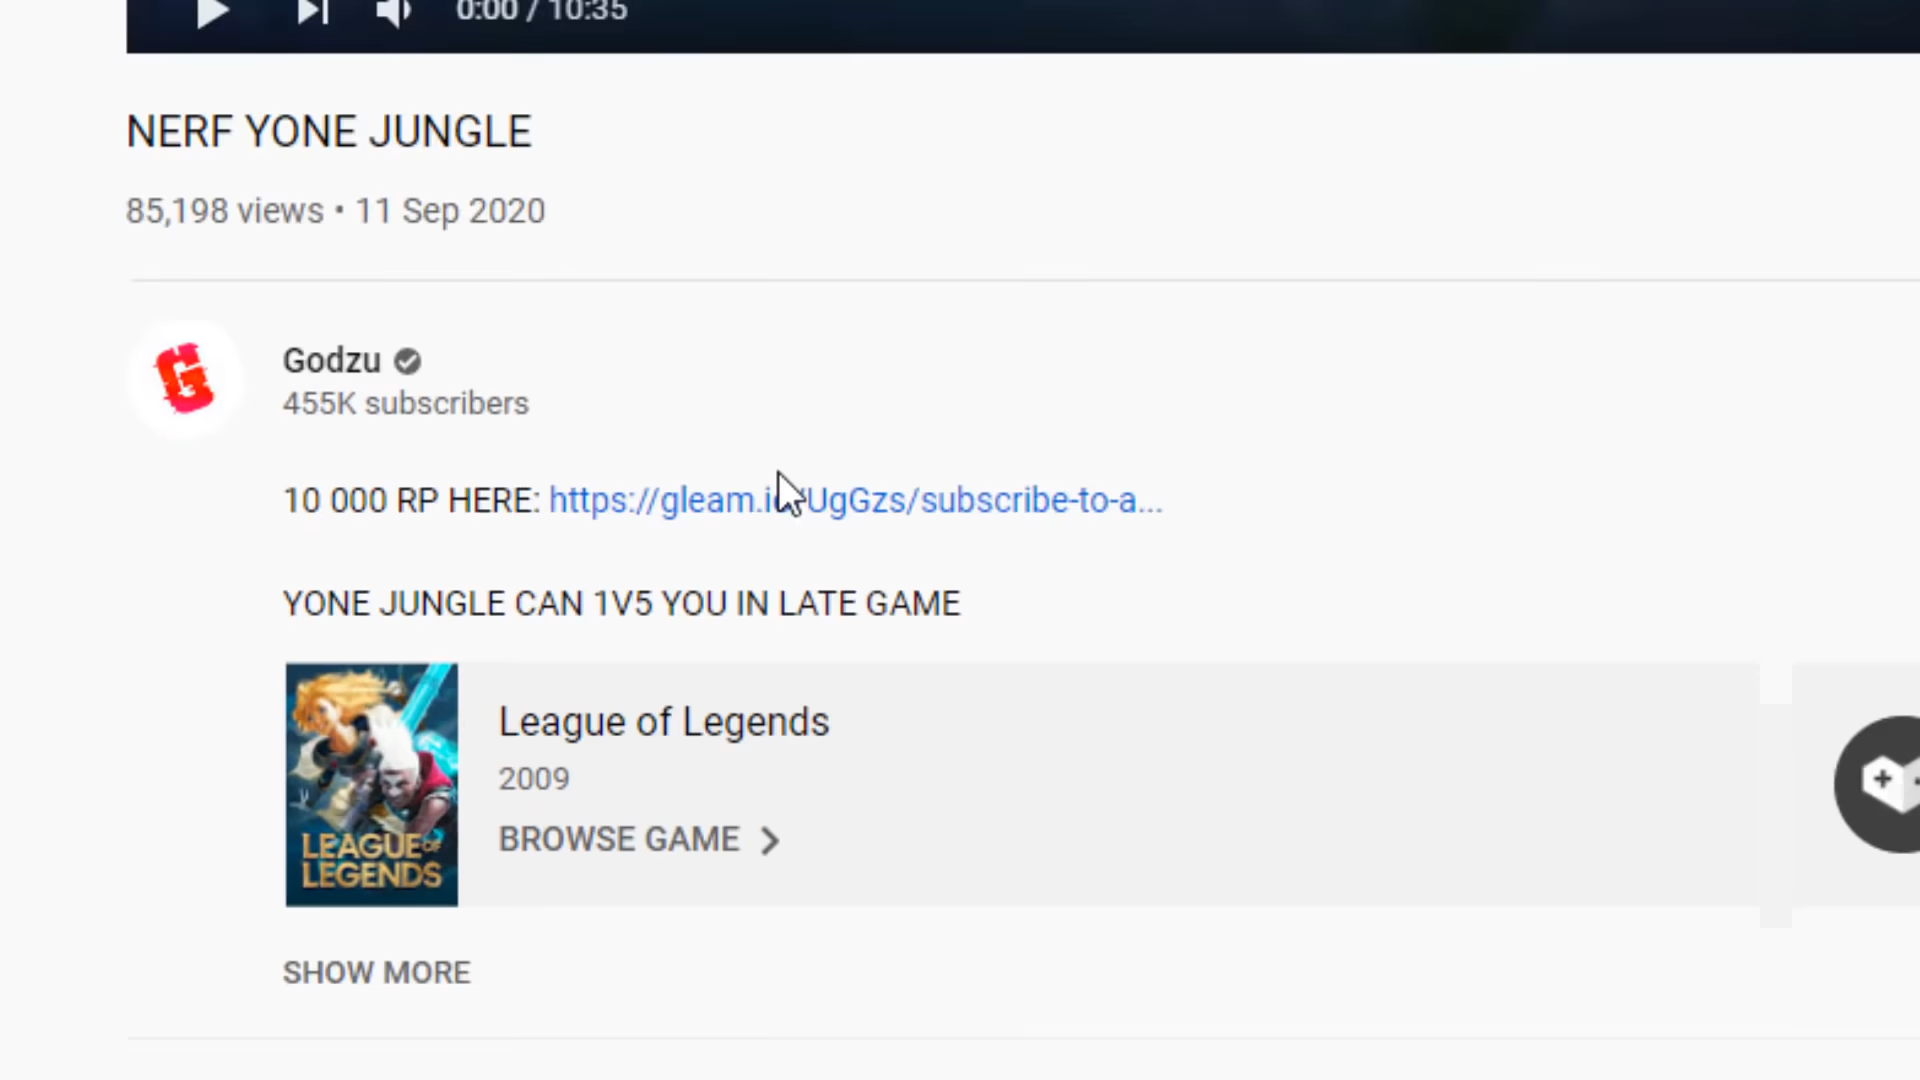 0:00 / 10:35
NERF YONE JUNGLE
85,198 views • 11 Sep 2020
Godzu
455K subscribers
10 000 RP HERE: https://gleam.io/UgGzs/subscribe-to-a...
YONE JUNGLE CAN 1V5 YOU IN LATE GAME
LEAGUE OF
LEGENDS
League of Legends
2009
BROWSE GAME
SHOW MORE